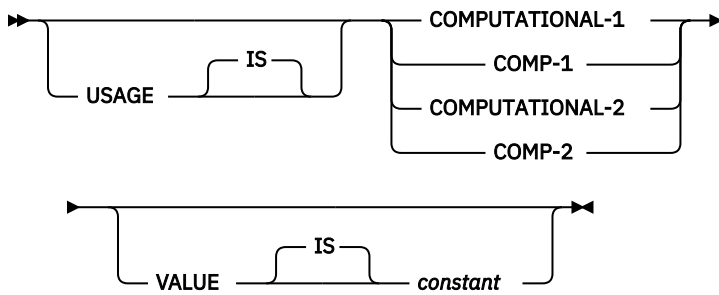 COMPUTATIONAL-1
IS
COMP-1
USAGE
COMPUTATIONAL-2
COMP-2
IS
VALUE constant